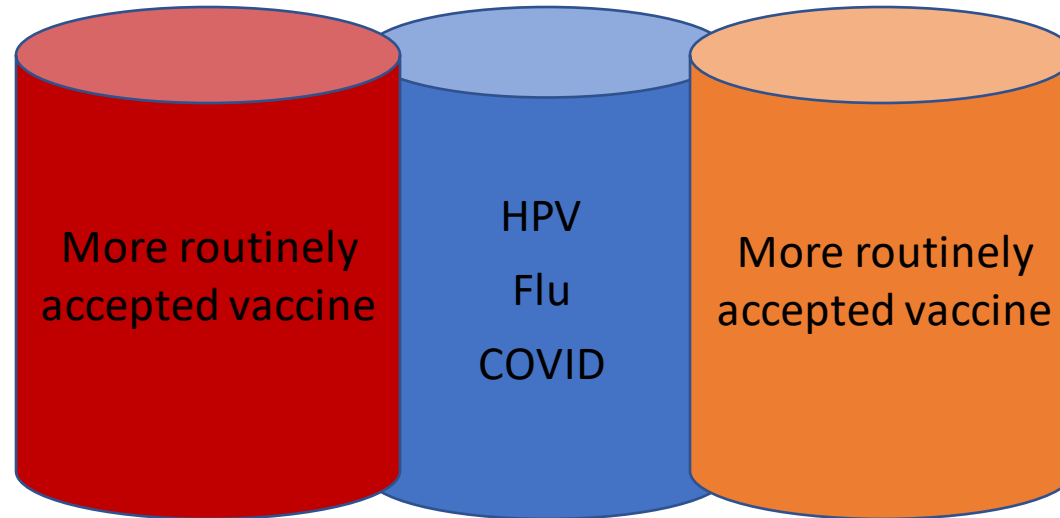 More routinely
accepted vaccine
HPV
Flu
COVID
More routinely
accepted vaccine